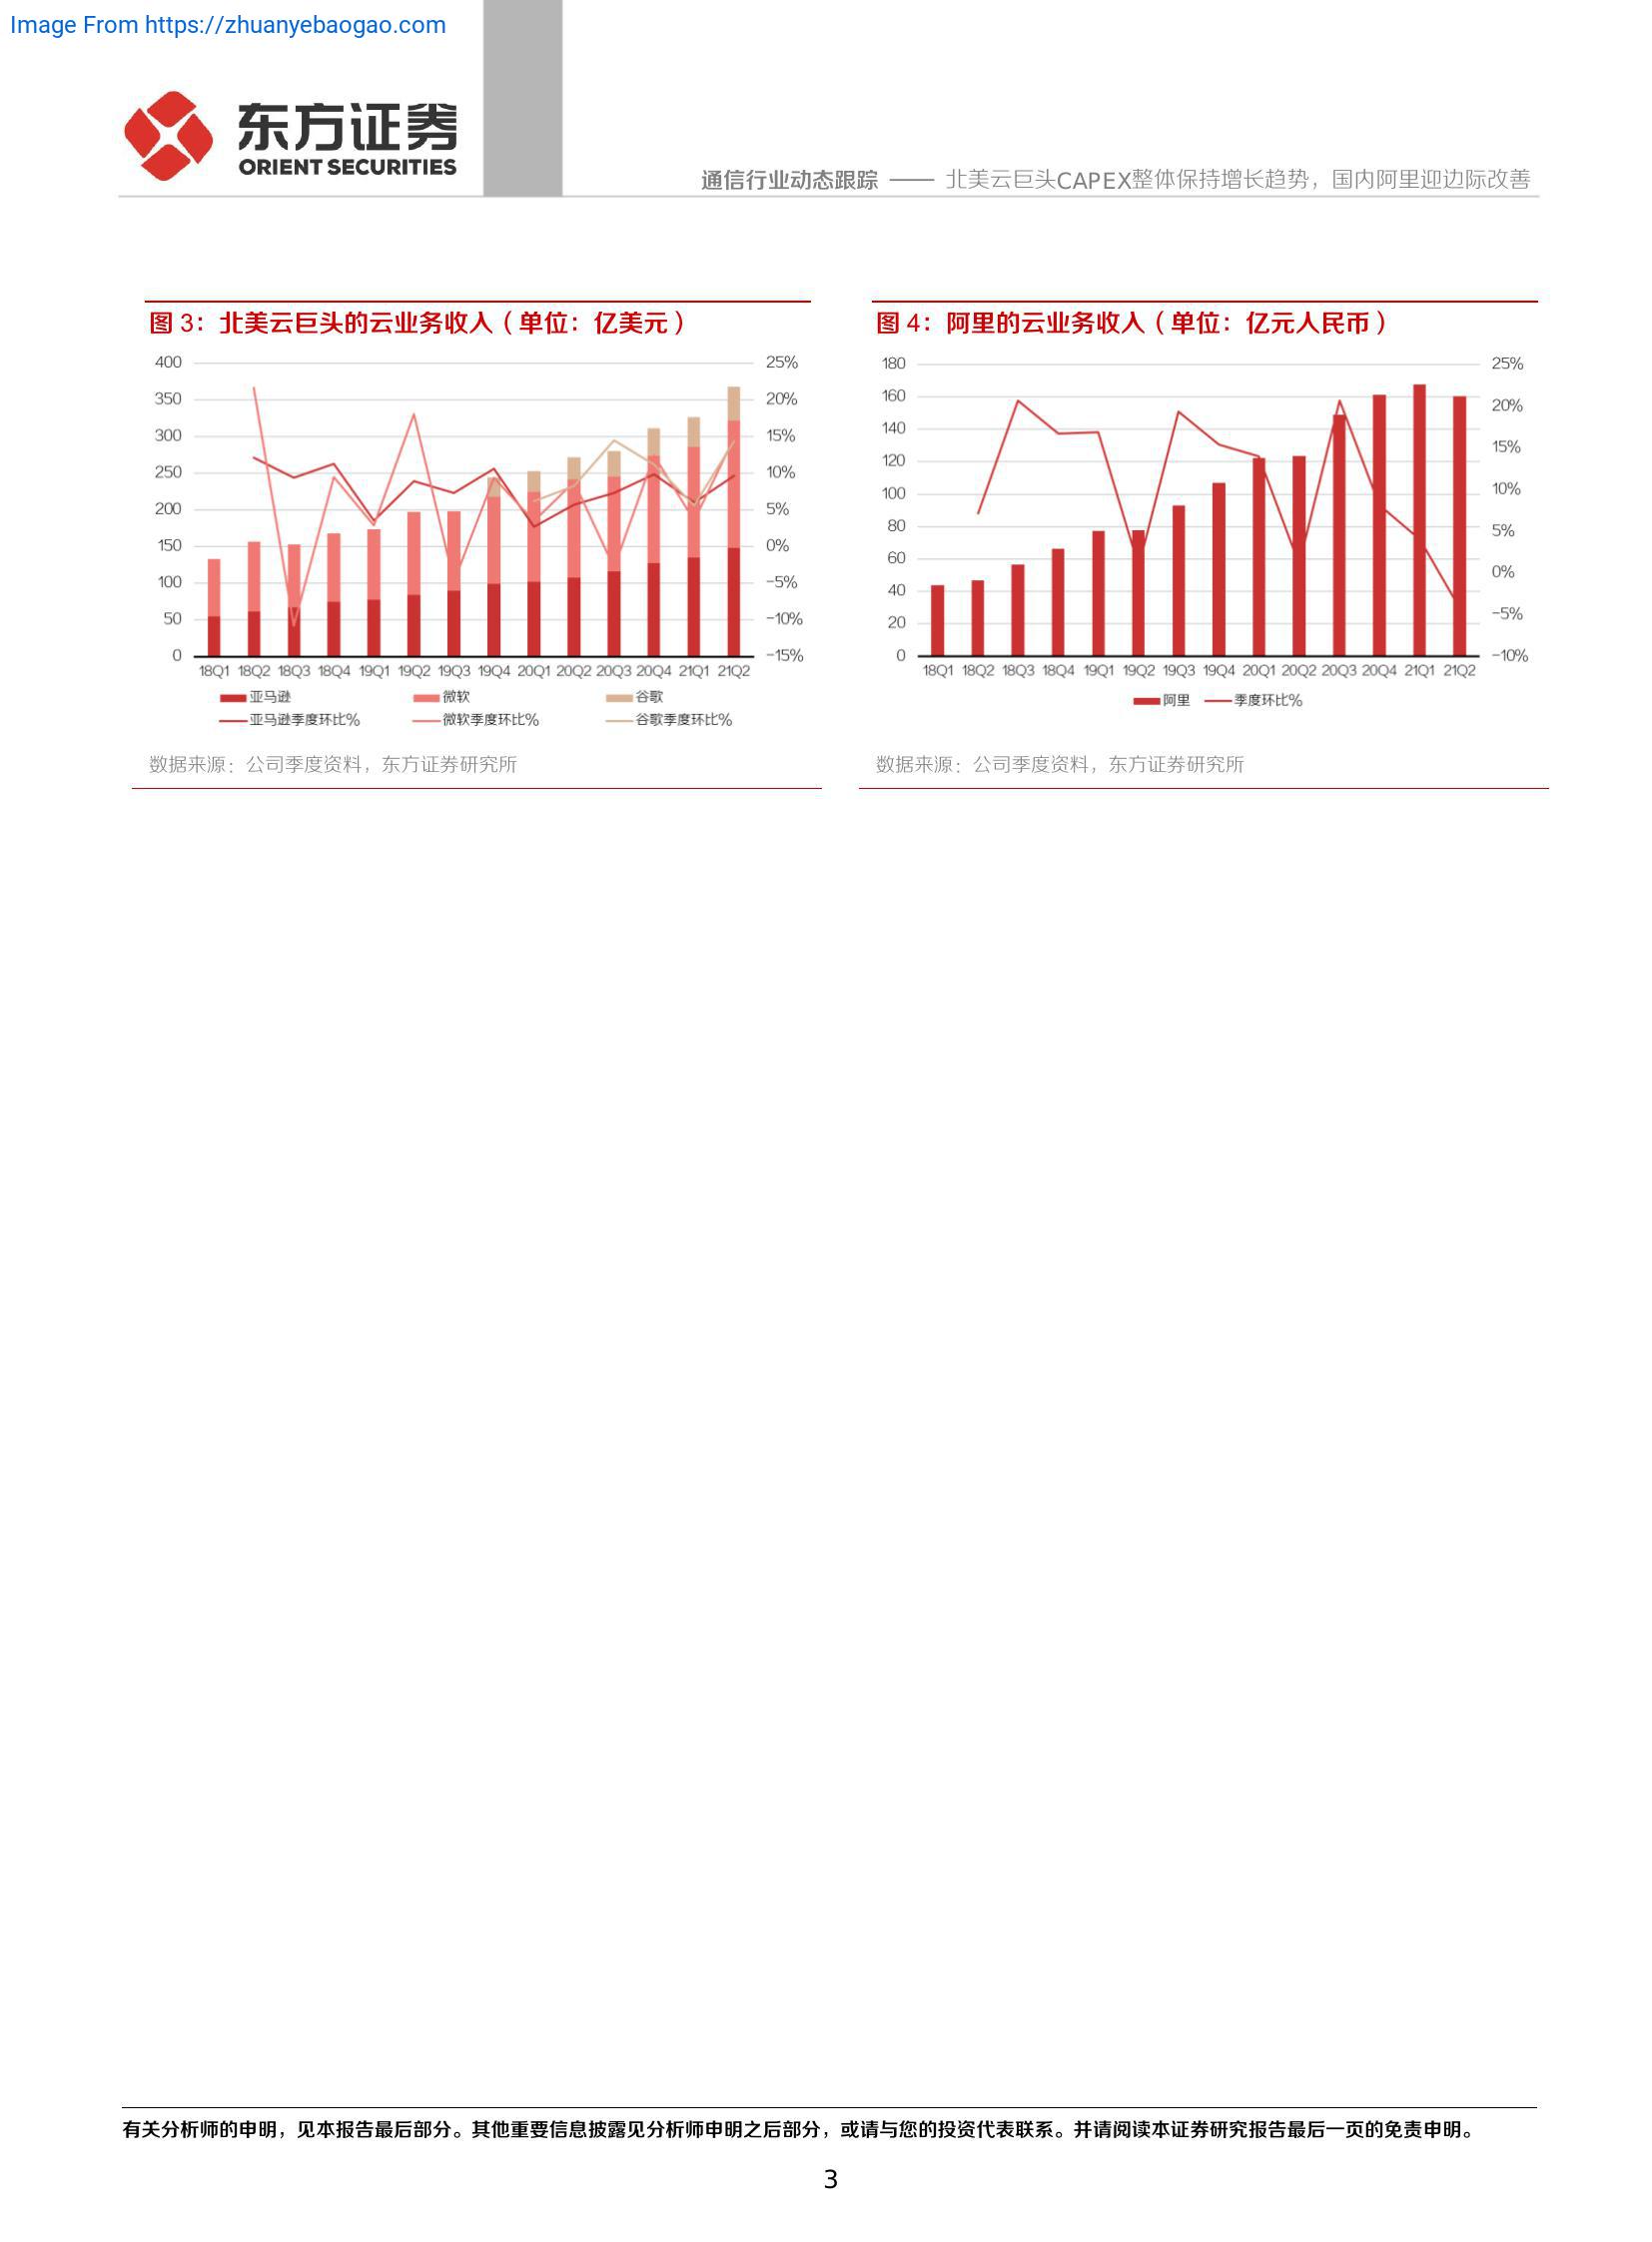 Image From https://zhuanyebaogao.com
东方证券
ORIENT SECURITIES
通信行业动态跟踪 —— 北美云巨头CAPEX整体保持增长趋势，国内阿里迎边际改善
图 3：北美云巨头的云业务收入（单位：亿美元）
400
350
300
250
200
150
100
50
0
25%
20%
15%
10%
5%
0%
-5%
-10%
-15%
18Q1 18Q2 18Q3 18Q4 19Q1 19Q2 19Q3 19Q4 20Q1 20Q2 20Q3 20Q4 21Q1 21Q2
亚马逊 微软 谷歌
亚马逊季度环比% 微软季度环比% 谷歌季度环比%
数据来源：公司季度资料，东方证券研究所
图 4：阿里的云业务收入（单位：亿元人民币）
180
160
140
120
100
80
60
40
20
0
25%
20%
15%
10%
5%
0%
-5%
-10%
18Q1 18Q2 18Q3 18Q4 19Q1 19Q2 19Q3 19Q4 20Q1 20Q2 20Q3 20Q4 21Q1 21Q2
阿里 季度环比%
数据来源：公司季度资料，东方证券研究所
有关分析师的申明，见本报告最后部分。其他重要信息披露见分析师申明之后部分，或请与您的投资代表联系。并请阅读本证券研究报告最后一页的免责申明。
3